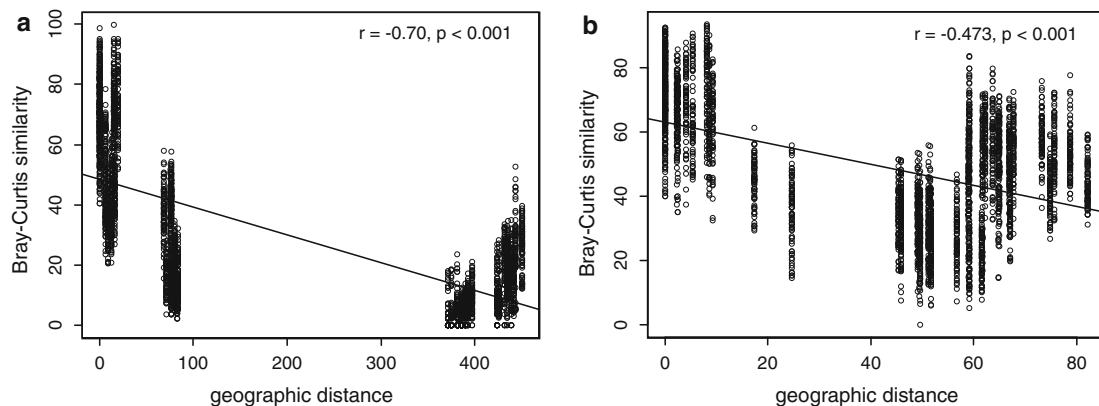 a
r = -0.70, p < 0.001
Bray-Curtis similarity
0 20 40 60 80 100
0 100 200 300 400
geographic distance
b
r = -0.473, p < 0.001
Bray-Curtis similarity
0 20 40 60 80
0 20 40 60 80
geographic distance